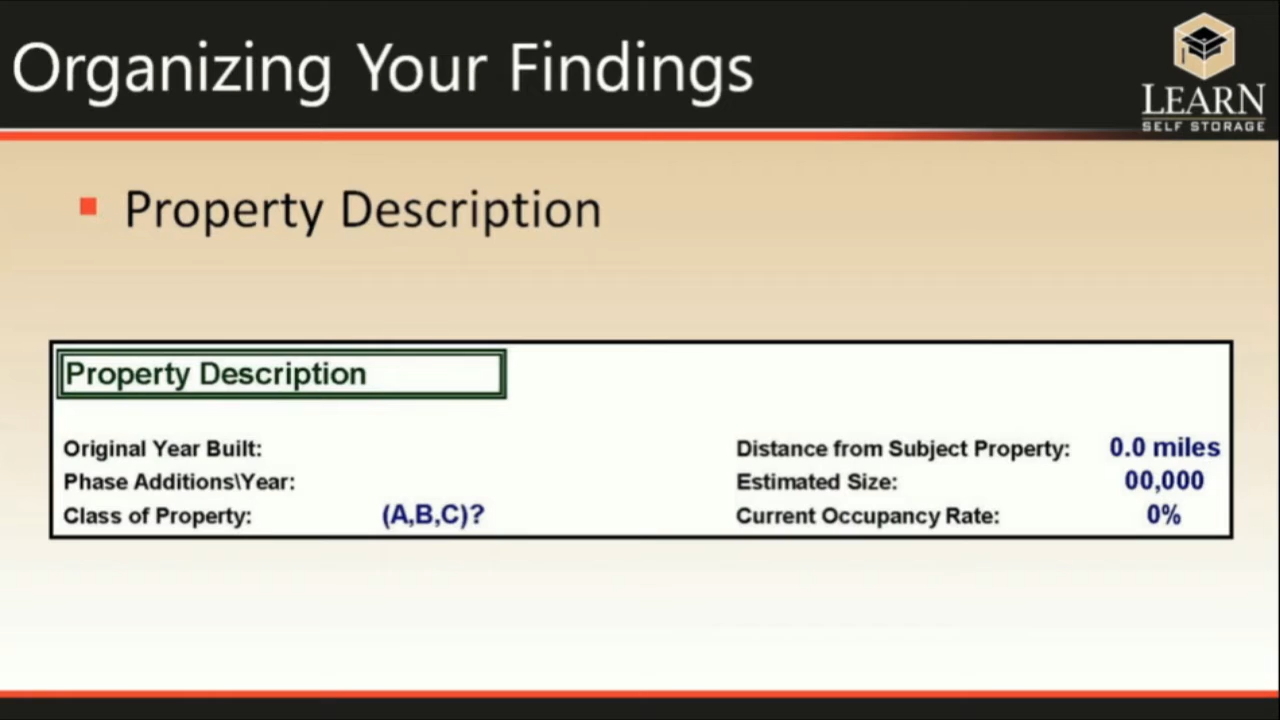 Organizing Your Findings
LEARN
SELF STORAGE
Property Description
Property Description
Original Year Built:
Distance from Subject Property: 0.0 miles
Phase Additions\Year:
Estimated Size: 00,000
Class of Property: (A,B,C)?
Current Occupancy Rate: 0%